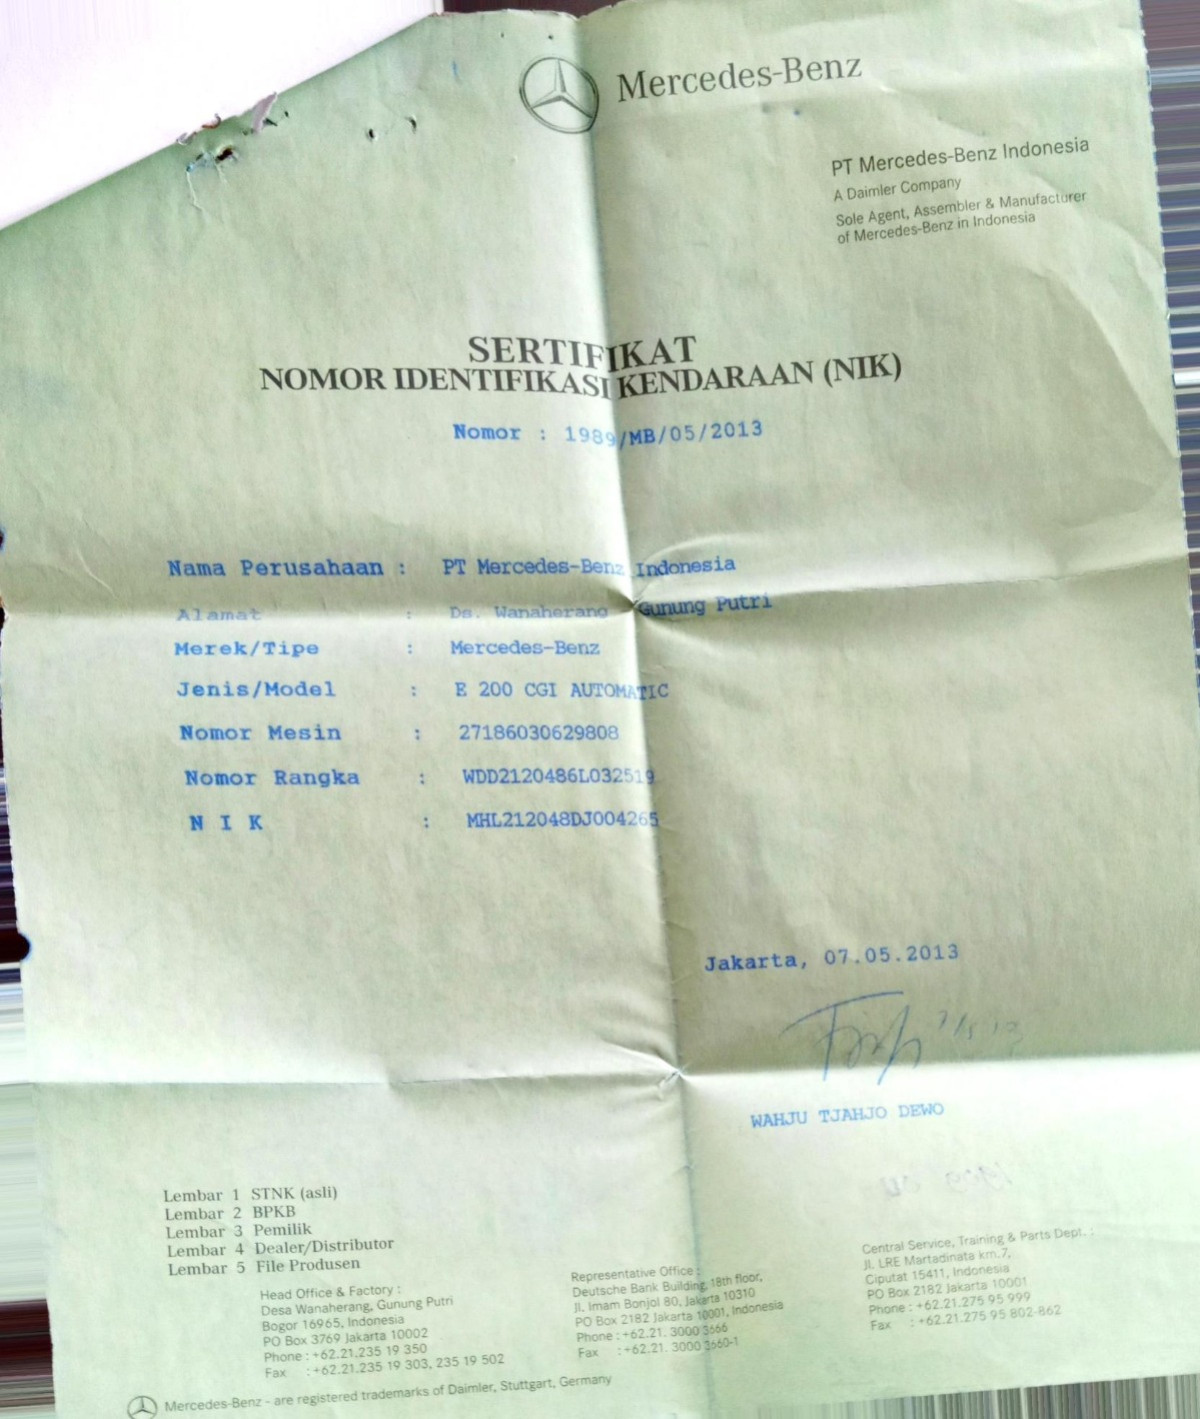 Mercedes-Benz
PT Mercedes-Benz Indonesia
A Daimler Company
Sole Agent, Assembler & Manufacturer
of Mercedes-Benz in Indonesia
SERTIFIKAT
NOMOR IDENTIFIKASI KENDARAAN (NIK)
Nomor : 1989/MB/05/2013
Nama Perusahaan : PT Mercedes-Benz Indonesia
Alamat : Ds. Wanaherang Gunung Putri
Merek/Tipe : Mercedes-Benz
Jenis/Model : E 200 CGI AUTOMATIC
Nomor Mesin : 27186030629808
Nomor Rangka : WDD2120486L032519
N I K : MHL212048DJ004265
Jakarta, 07.05.2013
WAHJU TJAHJO DEWO
Lembar 1 STNK (asli)
Lembar 2 BPKB
Lembar 3 Pemilik
Lembar 4 Dealer/Distributor
Lembar 5 File Produsen
Head Office & Factory :
Desa Wanaherang, Gunung Putri
Bogor 16965, Indonesia
PO Box 3769 Jakarta 10002
Phone : +62.21.235 19 350
Fax : +62.21.235 19 303, 235 19 502
Representative Office :
Deutsche Bank Building, 18th floor,
Jl. Imam Bonjol 80, Jakarta 10310
PO Box 2182 Jakarta 10001, Indonesia
Phone : +62.21. 3000 3666
Fax : +62.21. 3000 3660-1
Central Service, Training & Parts Dept. :
Jl. LRE Martadinata km.7,
Ciputat 15411, Indonesia
PO Box 2182 Jakarta 10001
Phone : +62.21.275 95 999
Fax : +62.21.275 95 802-862
Mercedes-Benz - are registered trademarks of Daimler, Stuttgart, Germany